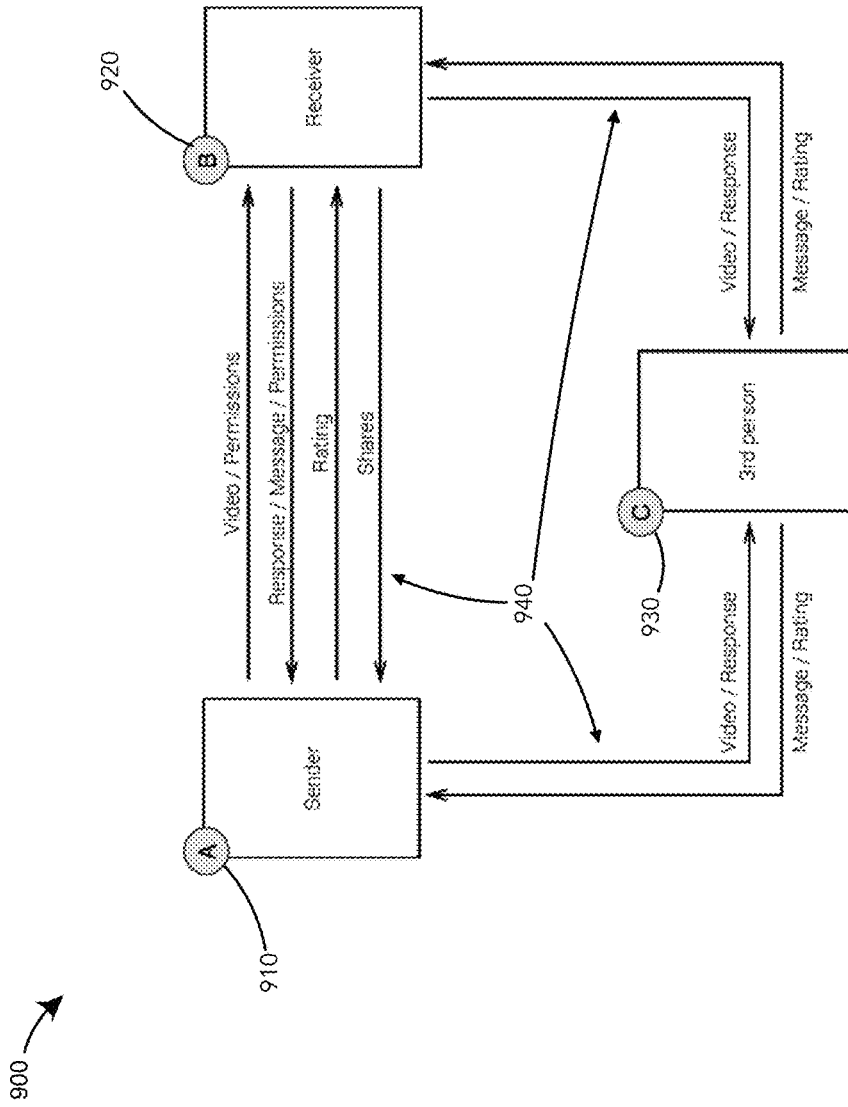 900
920
A
B
Video / Permissions
910
Response / Message / Permissions
Sender
Receiver
Rating
Shares
940
C
930
Video / Response
Video / Response
3rd person
Message / Rating
Message / Rating